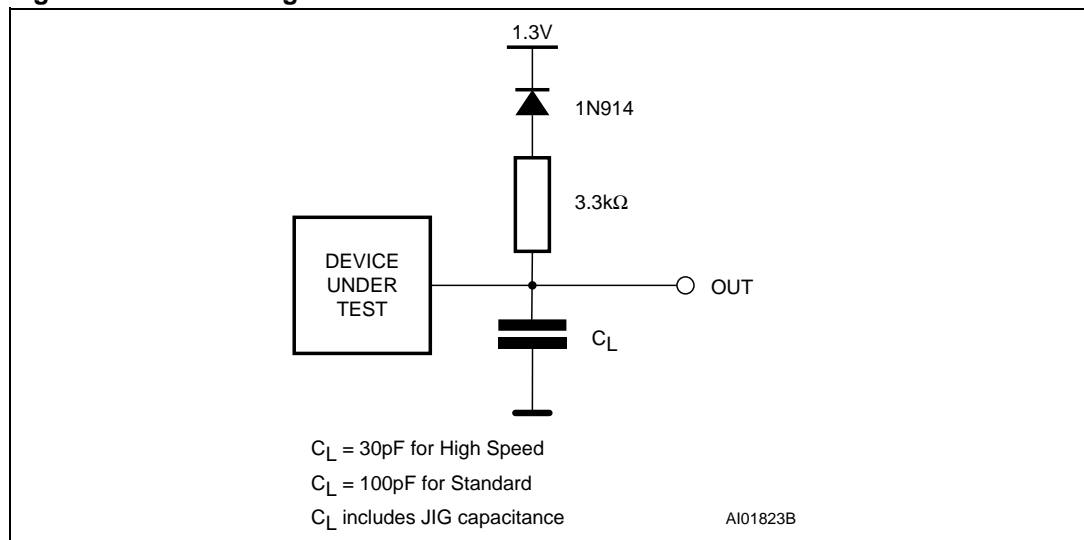 1.3V
1N914
3.3kΩ
DEVICE
UNDER
TEST
OUT
CL
CL = 30pF for High Speed
CL = 100pF for Standard
CL includes JIG capacitance
AI01823B